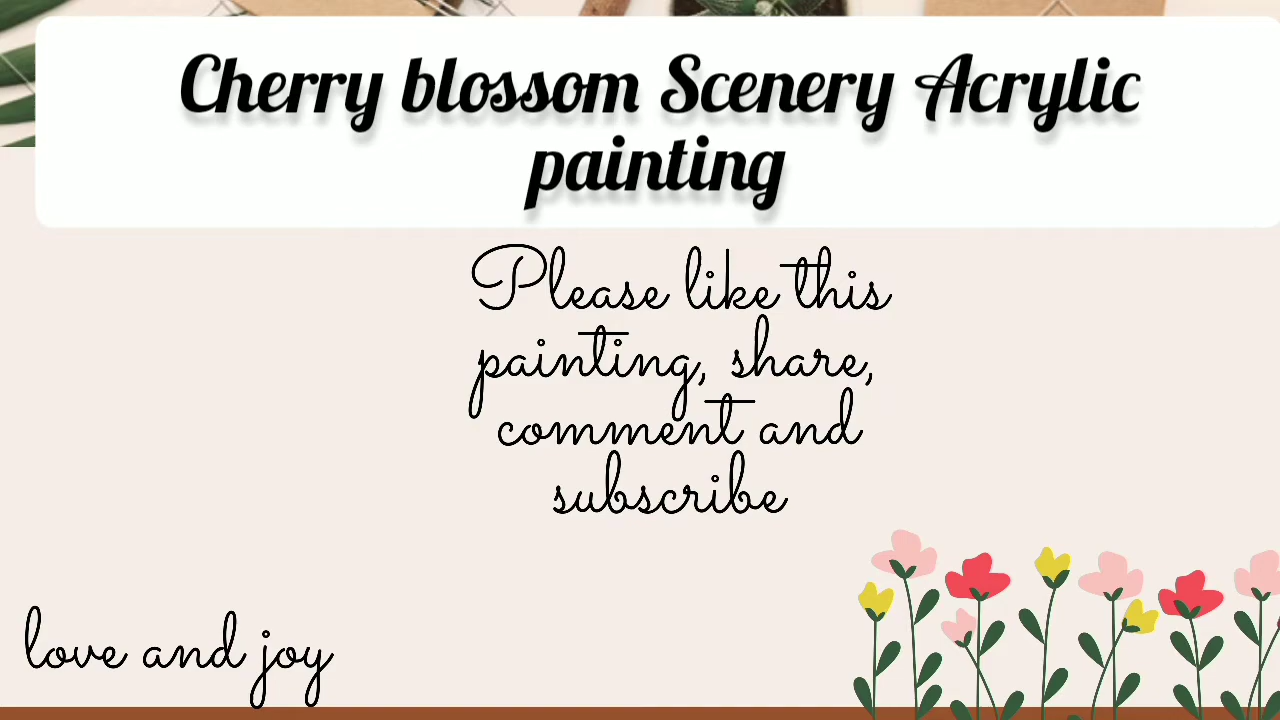 Cherry blossom Scenery Acrylic
painting
Please like this
painting, share,
comment and
subscribe
love and joy